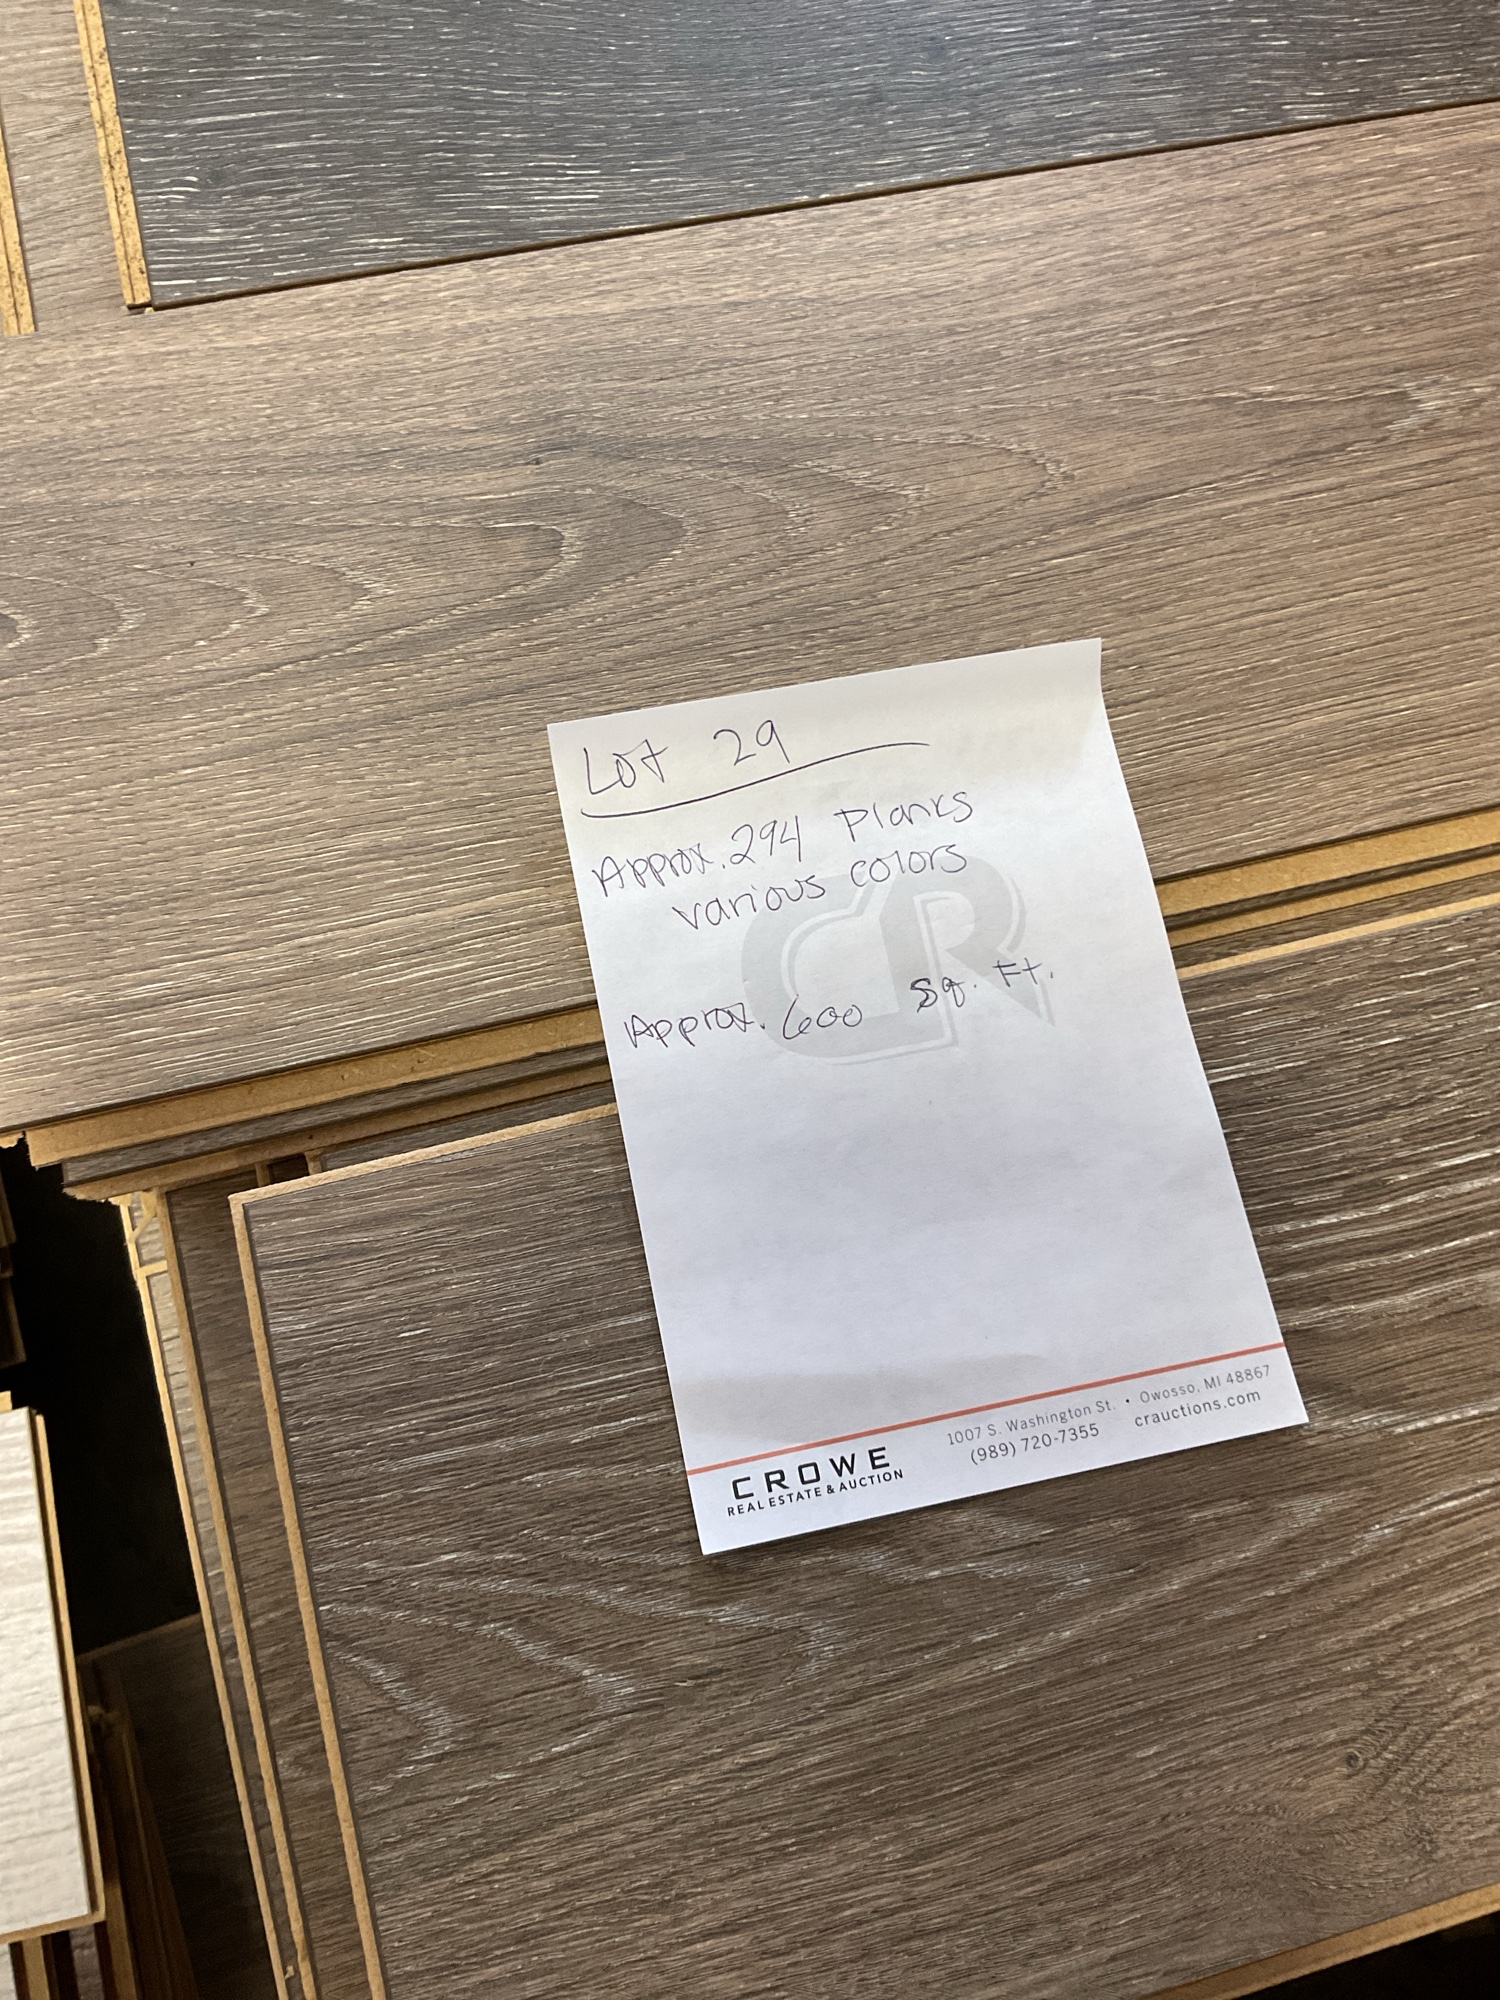 Lot 29
Approx. 294 Planks
various colors
Approx. 600 Sq. Ft.
CR
CROWE
REAL ESTATE & AUCTION
1007 S. Washington St. • Owosso, MI 48867
(989) 720-7355 crauctions.com